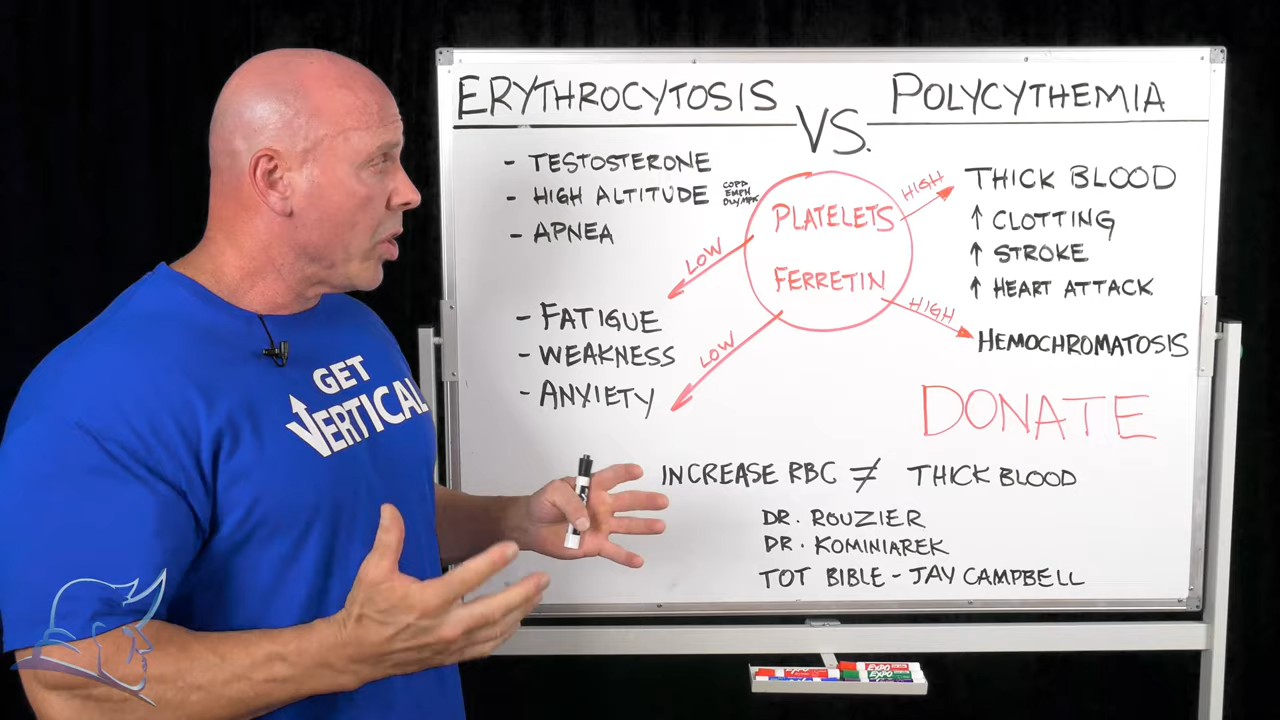 ERYTHROCYTOSIS VS. POLYCYTHEMIA
- TESTOSTERONE
- HIGH ALTITUDE COPD EMPH
- APNEA
PLATELETS
FERRETIN
LOW
LOW
HIGH
HIGH
THICK BLOOD
↑ CLOTTING
↑ STROKE
↑ HEART ATTACK
HEMOCHROMATOSIS
- FATIGUE
- WEAKNESS
- ANXIETY
DONATE
INCREASE RBC ≠ THICK BLOOD
DR. ROUZIER
DR. KOMINIAREK
TOT BIBLE - JAY CAMPBELL
GET
VERTICAL
EXPO
EXPO